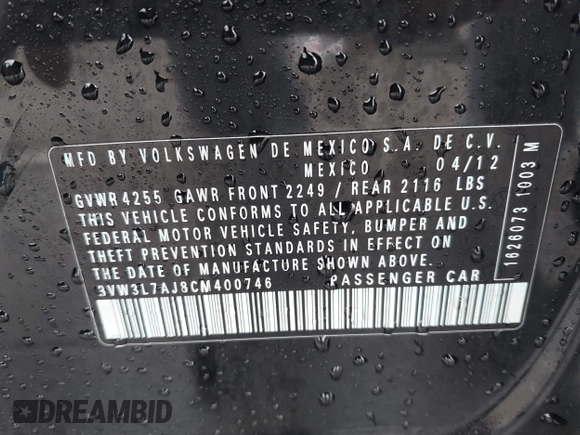 MFD BY VOLKSWAGEN DE MEXICO S.A. DE C.V.
MEXICO 04/12
GVWR 4255 GAWR FRONT 2249 / REAR 2116 LBS
THIS VEHICLE CONFORMS TO ALL APPLICABLE U.S.
FEDERAL MOTOR VEHICLE SAFETY, BUMPER AND
THEFT PREVENTION STANDARDS IN EFFECT ON
THE DATE OF MANUFACTURE SHOWN ABOVE.
3VW3L7AJ8CM400746 PASSENGER CAR
1626073 1003 M
DREAMBID